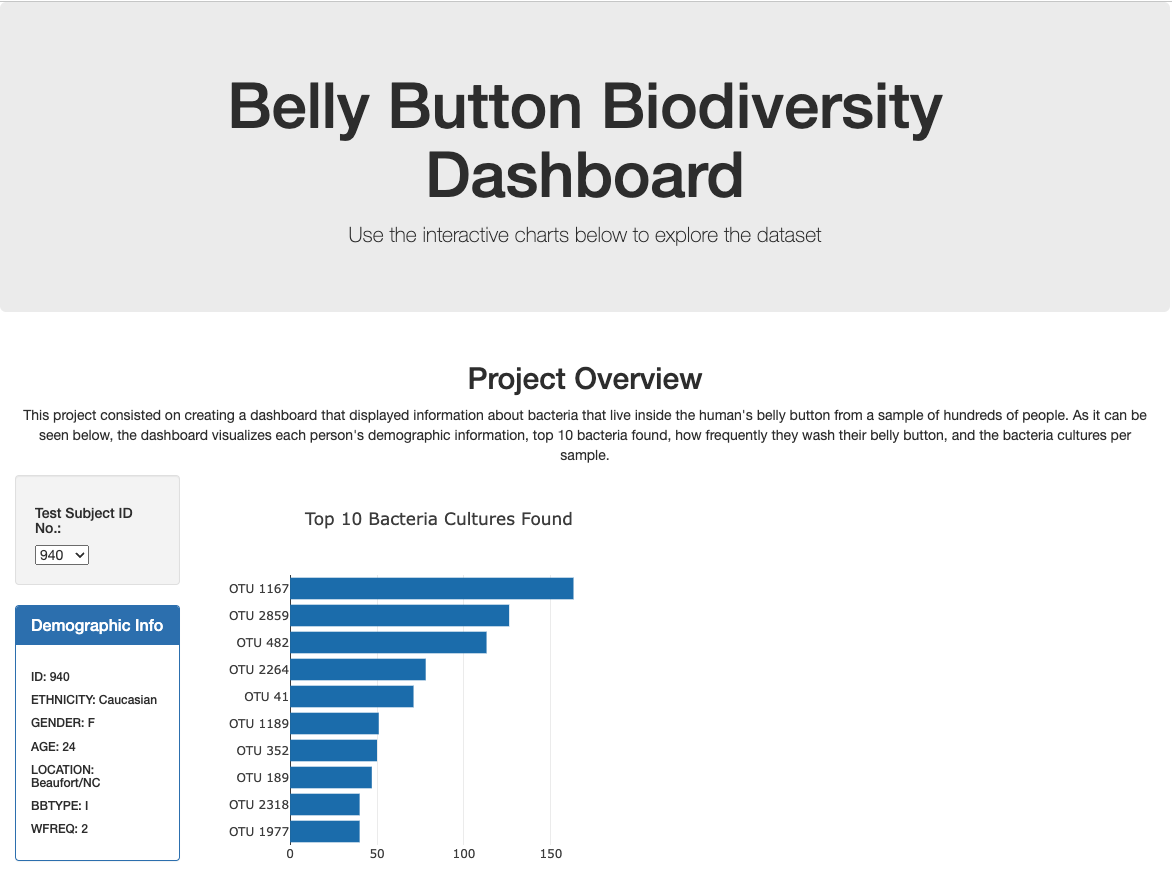 Belly Button Biodiversity
Dashboard
Use the interactive charts below to explore the dataset
Project Overview
This project consisted on creating a dashboard that displayed information about bacteria that live inside the human's belly button from a sample of hundreds of people. As it can be
seen below, the dashboard visualizes each person's demographic information, top 10 bacteria found, how frequently they wash their belly button, and the bacteria cultures per
sample.
Test Subject ID
No.:
940
Demographic Info
ID: 940
ETHNICITY: Caucasian
GENDER: F
AGE: 24
LOCATION:
Beaufort/NC
BBTYPE: I
WFREQ: 2
Top 10 Bacteria Cultures Found
OTU 1167
OTU 2859
OTU 482
OTU 2264
OTU 41
OTU 1189
OTU 352
OTU 189
OTU 2318
OTU 1977
0 50 100 150